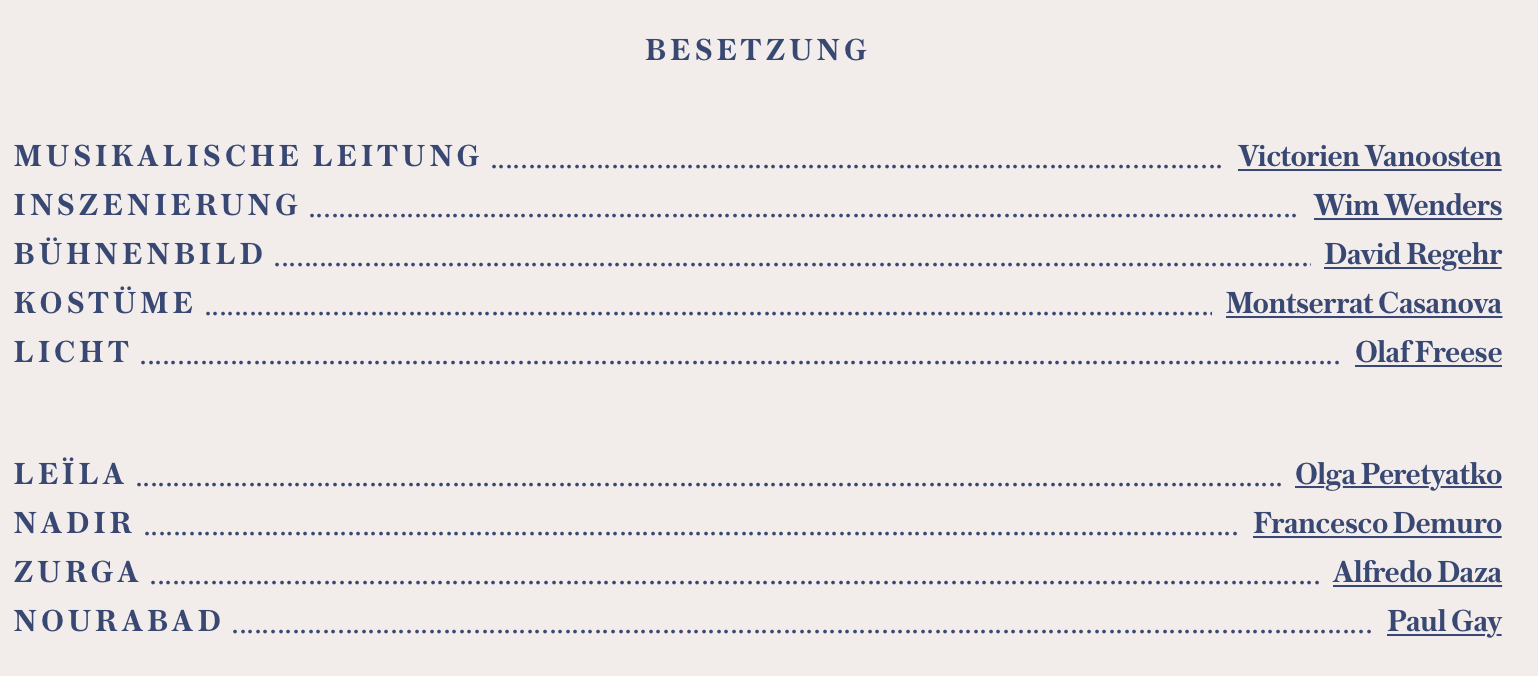 BESETZUNG
MUSIKALISCHE LEITUNG ........ Victorien Vanoosten
INSZENIERUNG ........ Wim Wenders
BÜHNENBILD ........ David Regehr
KOSTÜME ........ Montserrat Casanova
LICHT ........ Olaf Freese
LEÏLA ........ Olga Peretyatko
NADIR ........ Francesco Demuro
ZURGA ........ Alfredo Daza
NOURABAD ........ Paul Gay